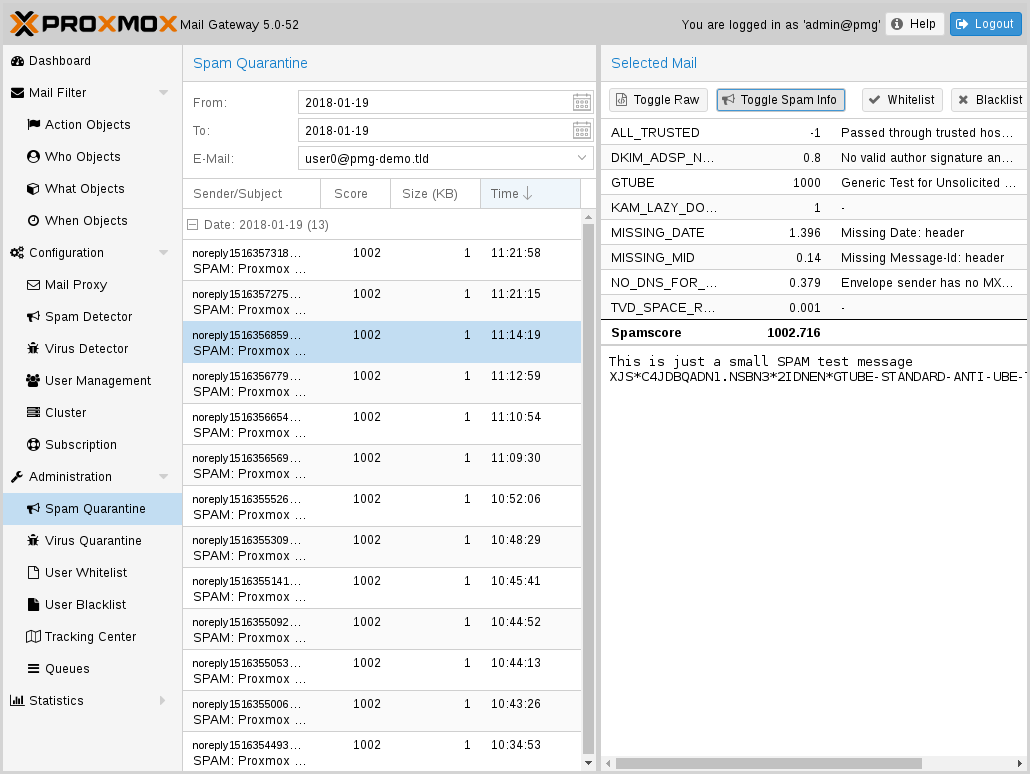 PROXMOX Mail Gateway 5.0-52
You are logged in as 'admin@pmg' Help Logout
Dashboard
Mail Filter
Action Objects
Who Objects
What Objects
When Objects
Configuration
Mail Proxy
Spam Detector
Virus Detector
User Management
Cluster
Subscription
Administration
Spam Quarantine
Virus Quarantine
User Whitelist
User Blacklist
Tracking Center
Queues
Statistics
Spam Quarantine
From: 2018-01-19
To: 2018-01-19
E-Mail: user0@pmg-demo.tld
Sender/Subject Score Size (KB) Time
Date: 2018-01-19 (13)
noreply1516357318... 1002 1 11:21:58
SPAM: Proxmox ...
noreply1516357275... 1002 1 11:21:15
SPAM: Proxmox ...
noreply1516356859... 1002 1 11:14:19
SPAM: Proxmox ...
noreply1516356779... 1002 1 11:12:59
SPAM: Proxmox ...
noreply1516356654... 1002 1 11:10:54
SPAM: Proxmox ...
noreply1516356569... 1002 1 11:09:30
SPAM: Proxmox ...
noreply1516355526... 1002 1 10:52:06
SPAM: Proxmox ...
noreply1516355309... 1002 1 10:48:29
SPAM: Proxmox ...
noreply1516355141... 1002 1 10:45:41
SPAM: Proxmox ...
noreply1516355092... 1002 1 10:44:52
SPAM: Proxmox ...
noreply1516355053... 1002 1 10:44:13
SPAM: Proxmox ...
noreply1516355006... 1002 1 10:43:26
SPAM: Proxmox ...
noreply1516354493... 1002 1 10:34:53
SPAM: Proxmox ...
Selected Mail
Toggle Raw Toggle Spam Info Whitelist Blacklist
ALL_TRUSTED -1 Passed through trusted hos...
DKIM_ADSP_N... 0.8 No valid author signature an...
GTUBE 1000 Generic Test for Unsolicited ...
KAM_LAZY_DO... 1 -
MISSING_DATE 1.396 Missing Date: header
MISSING_MID 0.14 Missing Message-Id: header
NO_DNS_FOR_... 0.379 Envelope sender has no MX...
TVD_SPACE_R... 0.001 -
Spamscore 1002.716
This is just a small SPAM test message
XJS*C4JDBQADN1.NSBN3*2IDNEN*GTUBE-STANDARD-ANTI-UBE-